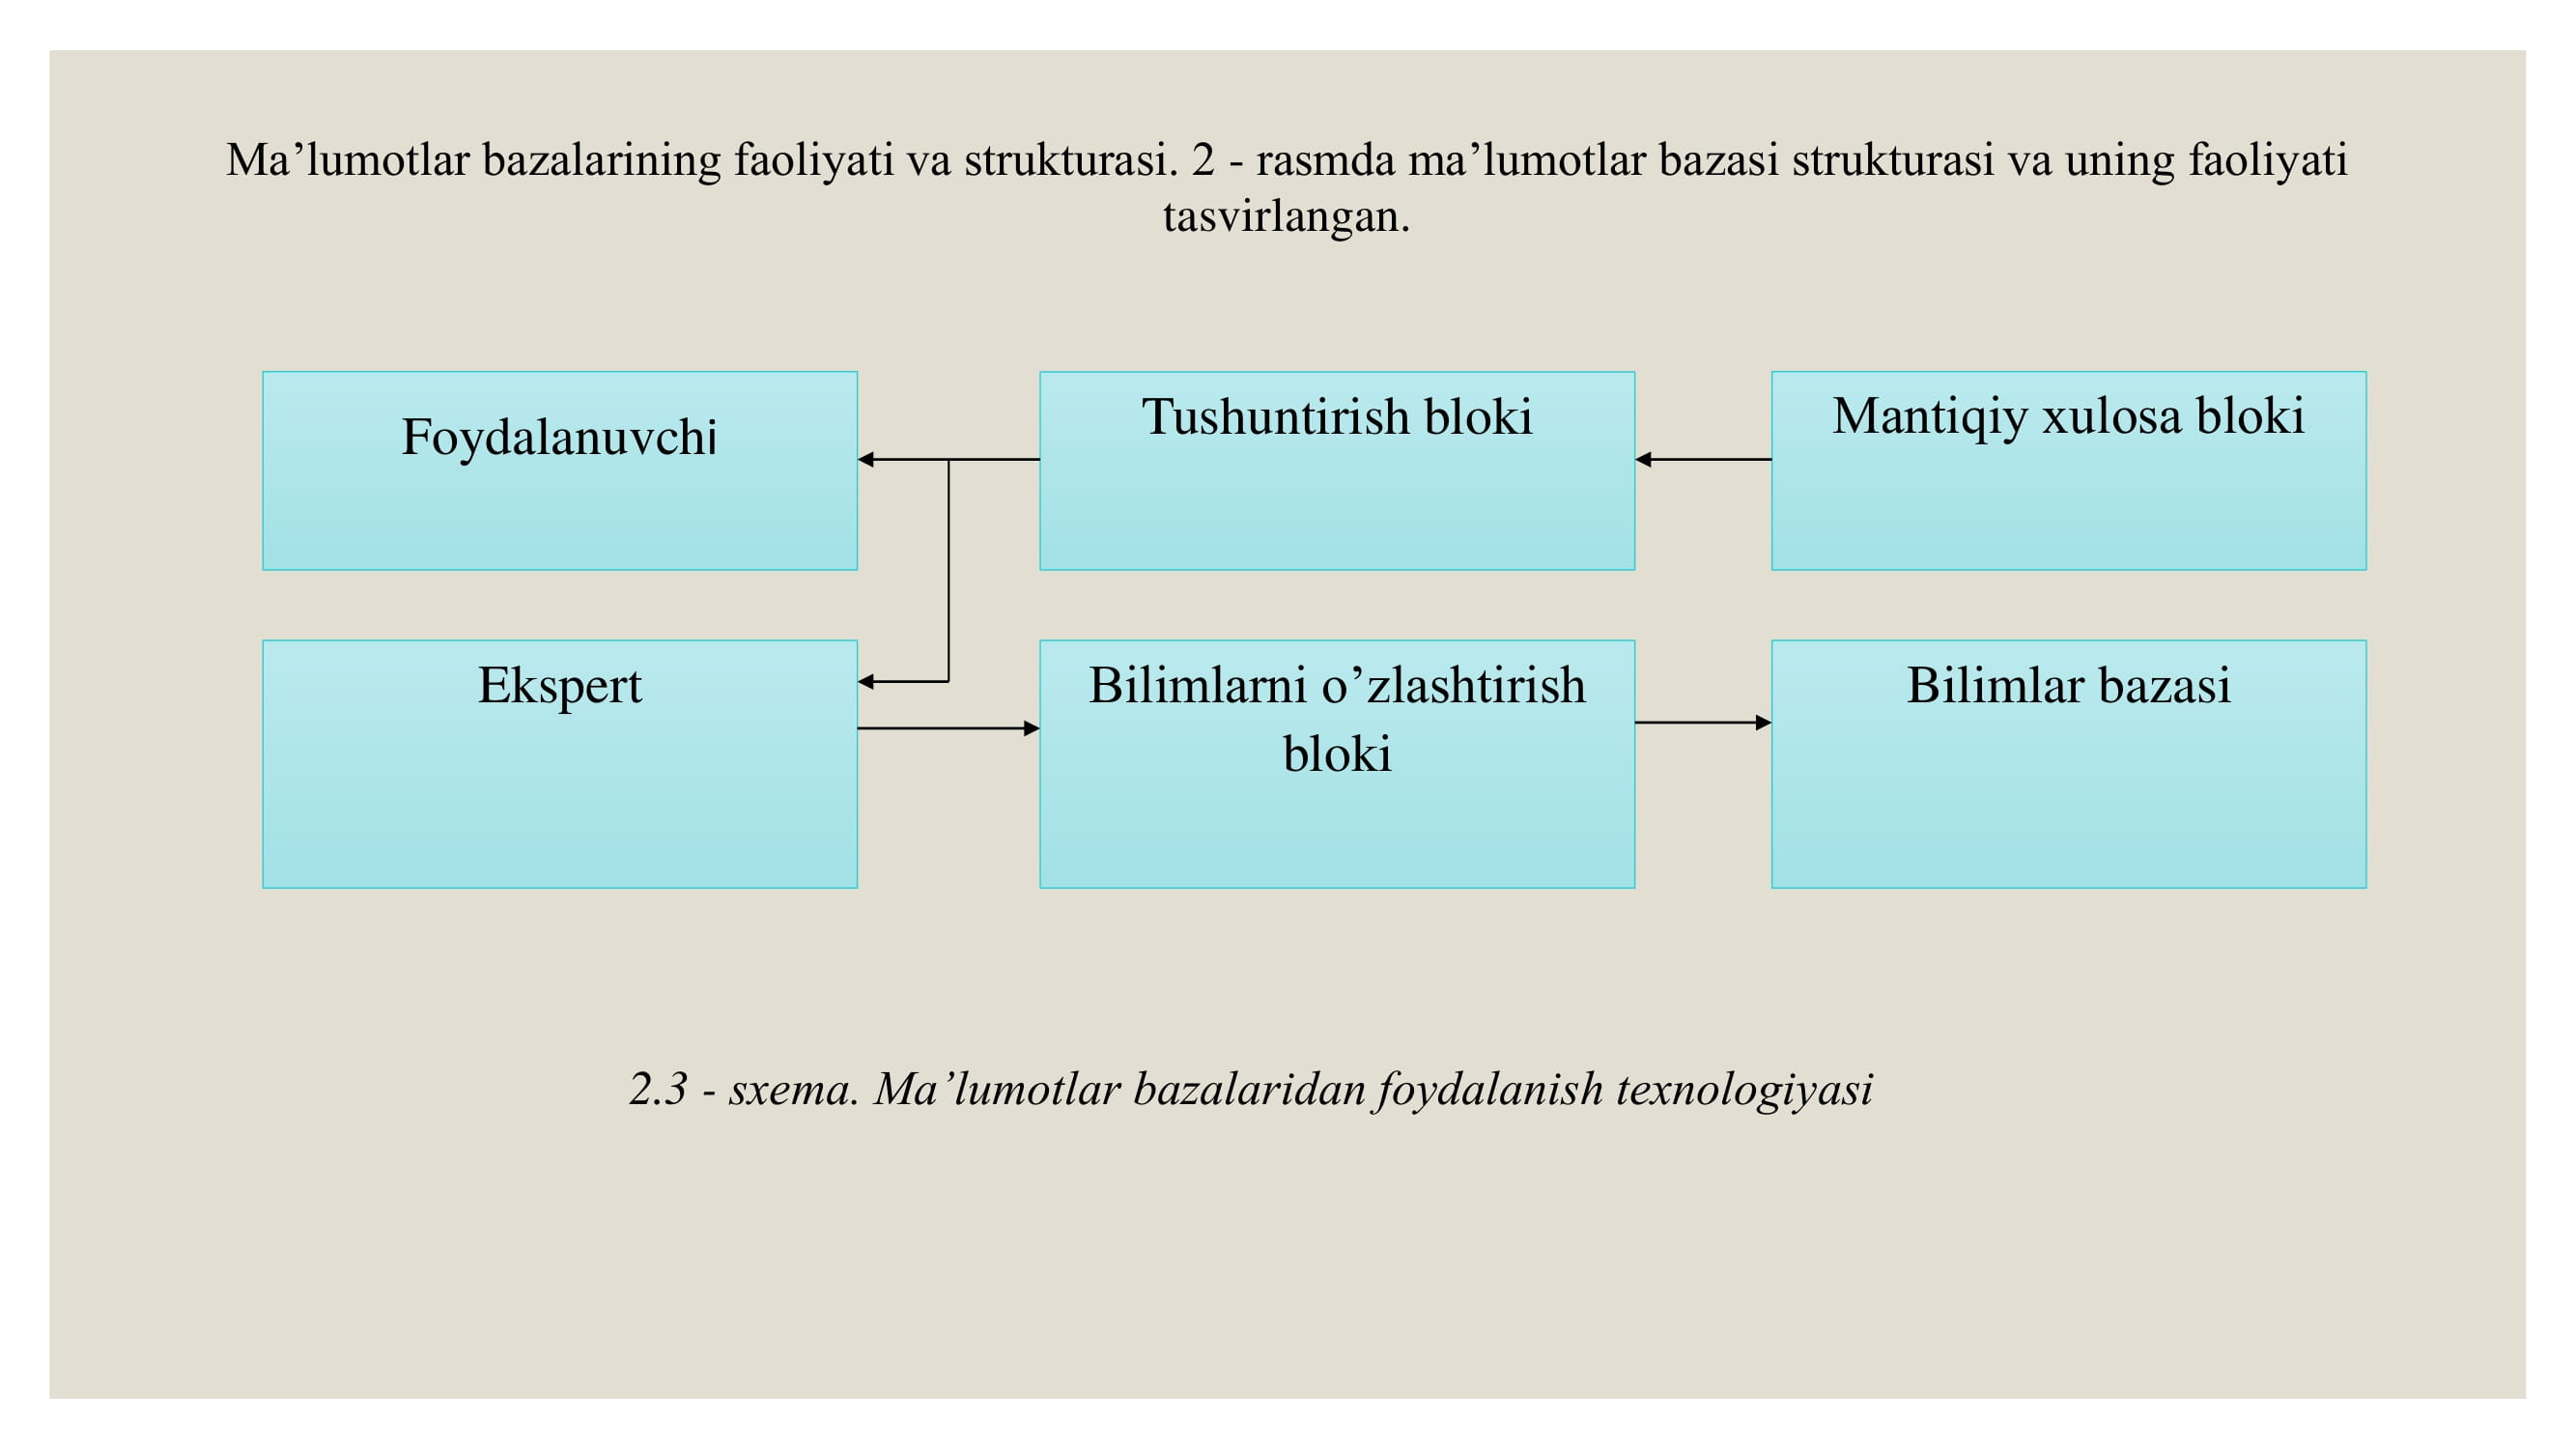 Ma’lumotlar bazalarining faoliyati va strukturasi. 2 - rasmda ma’lumotlar bazasi strukturasi va uning faoliyati
tasvirlangan.
Foydalanuvchi
Tushuntirish bloki
Mantiqiy xulosa bloki
Ekspert
Bilimlarni o’zlashtirish
bloki
Bilimlar bazasi
2.3 - sxema. Ma’lumotlar bazalaridan foydalanish texnologiyasi